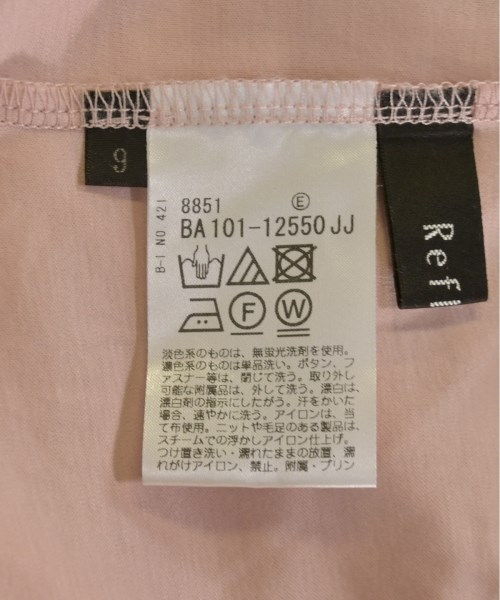 9
B-I NO 421
8851
Ⓔ
BA101-12550JJ
F
W
淡色系のものは、無蛍光洗剤を使用。
濃色系のものは単品洗い。ボタン、フ
ァスナー等は、閉じて洗う。取り外し
可能な附属品は、外して洗う。漂白は、
漂白剤の指示にしたがう。汗をかいた
場合、速やかに洗う。アイロンは、当
て布使用。ニットや毛足のある製品は、
スチームでの浮かしアイロン仕上げ。
つけ置き洗い・濡れたままの放置、濡
れがけアイロン、禁止。附属・プリン
Refl